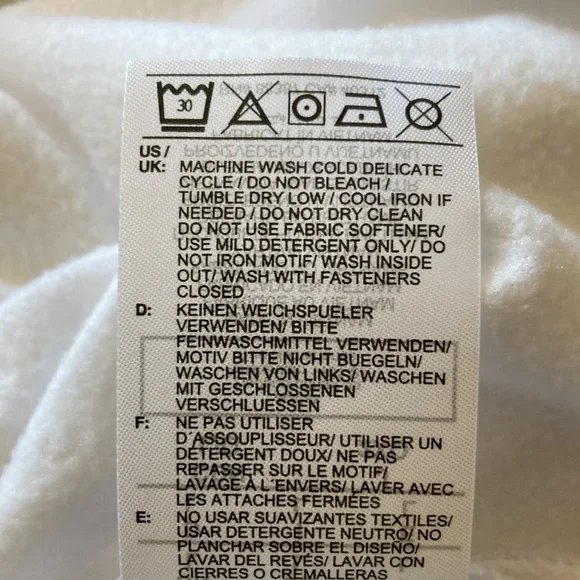 30
US/
UK: MACHINE WASH COLD DELICATE
CYCLE / DO NOT BLEACH /
TUMBLE DRY LOW / COOL IRON IF
NEEDED / DO NOT DRY CLEAN
DO NOT USE FABRIC SOFTENER/
USE MILD DETERGENT ONLY/ DO
NOT IRON MOTIF/ WASH INSIDE
OUT/ WASH WITH FASTENERS
CLOSED
D: KEINEN WEICHSPUELER
VERWENDEN/ BITTE
FEINWASCHMITTEL VERWENDEN/
MOTIV BITTE NICHT BUEGELN/
WASCHEN VON LINKS/ WASCHEN
MIT GESCHLOSSENEN
VERSCHLUESSEN
F: NE PAS UTILISER
D´ASSOUPLISSEUR/ UTILISER UN
DÉTERGENT DOUX/ NE PAS
REPASSER SUR LE MOTIF/
LAVAGE À L´ENVERS/ LAVER AVEC
LES ATTACHES FERMÉES
E: NO USAR SUAVIZANTES TEXTILES/
USAR DETERGENTE NEUTRO/ NO
PLANCHAR SOBRE EL DISEÑO/
LAVAR DEL REVÉS/ LAVAR CON
CIERRES O CREMALLERAS